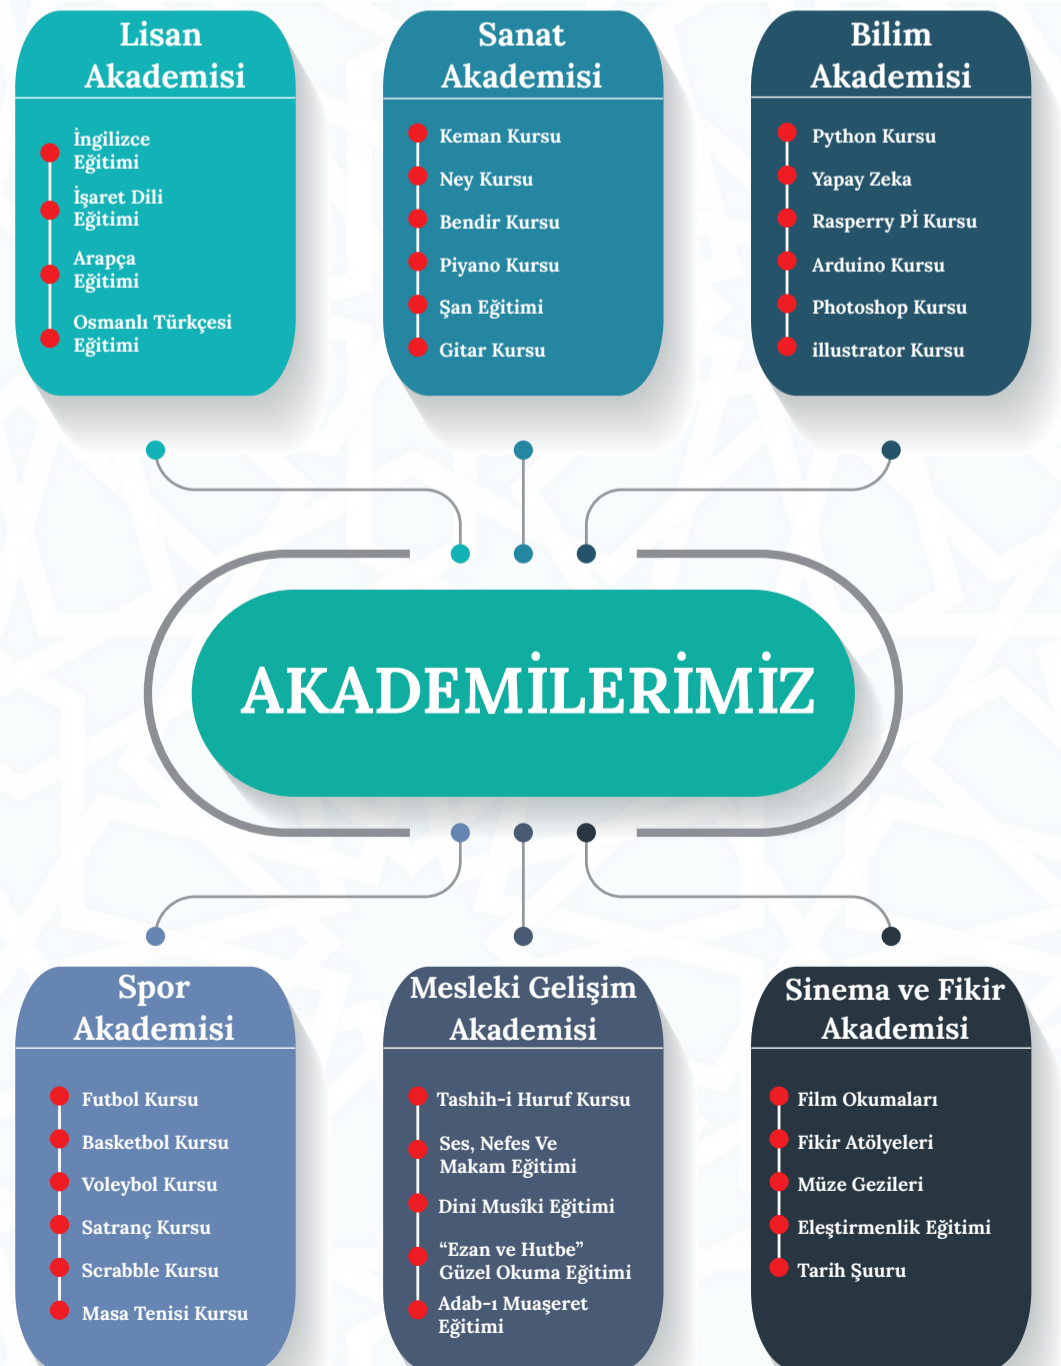 Lisan
Akademisi
İngilizce
Eğitimi
İşaret Dili
Eğitimi
Arapça
Eğitimi
Osmanlı Türkçesi
Eğitimi
Sanat
Akademisi
Keman Kursu
Ney Kursu
Bendir Kursu
Piyano Kursu
Şan Eğitimi
Gitar Kursu
Bilim
Akademisi
Python Kursu
Yapay Zeka
Rasperry Pİ Kursu
Arduino Kursu
Photoshop Kursu
illustrator Kursu
AKADEMİLERİMİZ
Spor
Akademisi
Futbol Kursu
Basketbol Kursu
Voleybol Kursu
Satranç Kursu
Scrabble Kursu
Masa Tenisi Kursu
Mesleki Gelişim
Akademisi
Tashih-i Huruf Kursu
Ses, Nefes Ve
Makam Eğitimi
Dini Musîki Eğitimi
“Ezan ve Hutbe”
Güzel Okuma Eğitimi
Adab-ı Muaşeret
Eğitimi
Sinema ve Fikir
Akademisi
Film Okumaları
Fikir Atölyeleri
Müze Gezileri
Eleştirmenlik Eğitimi
Tarih Şuuru